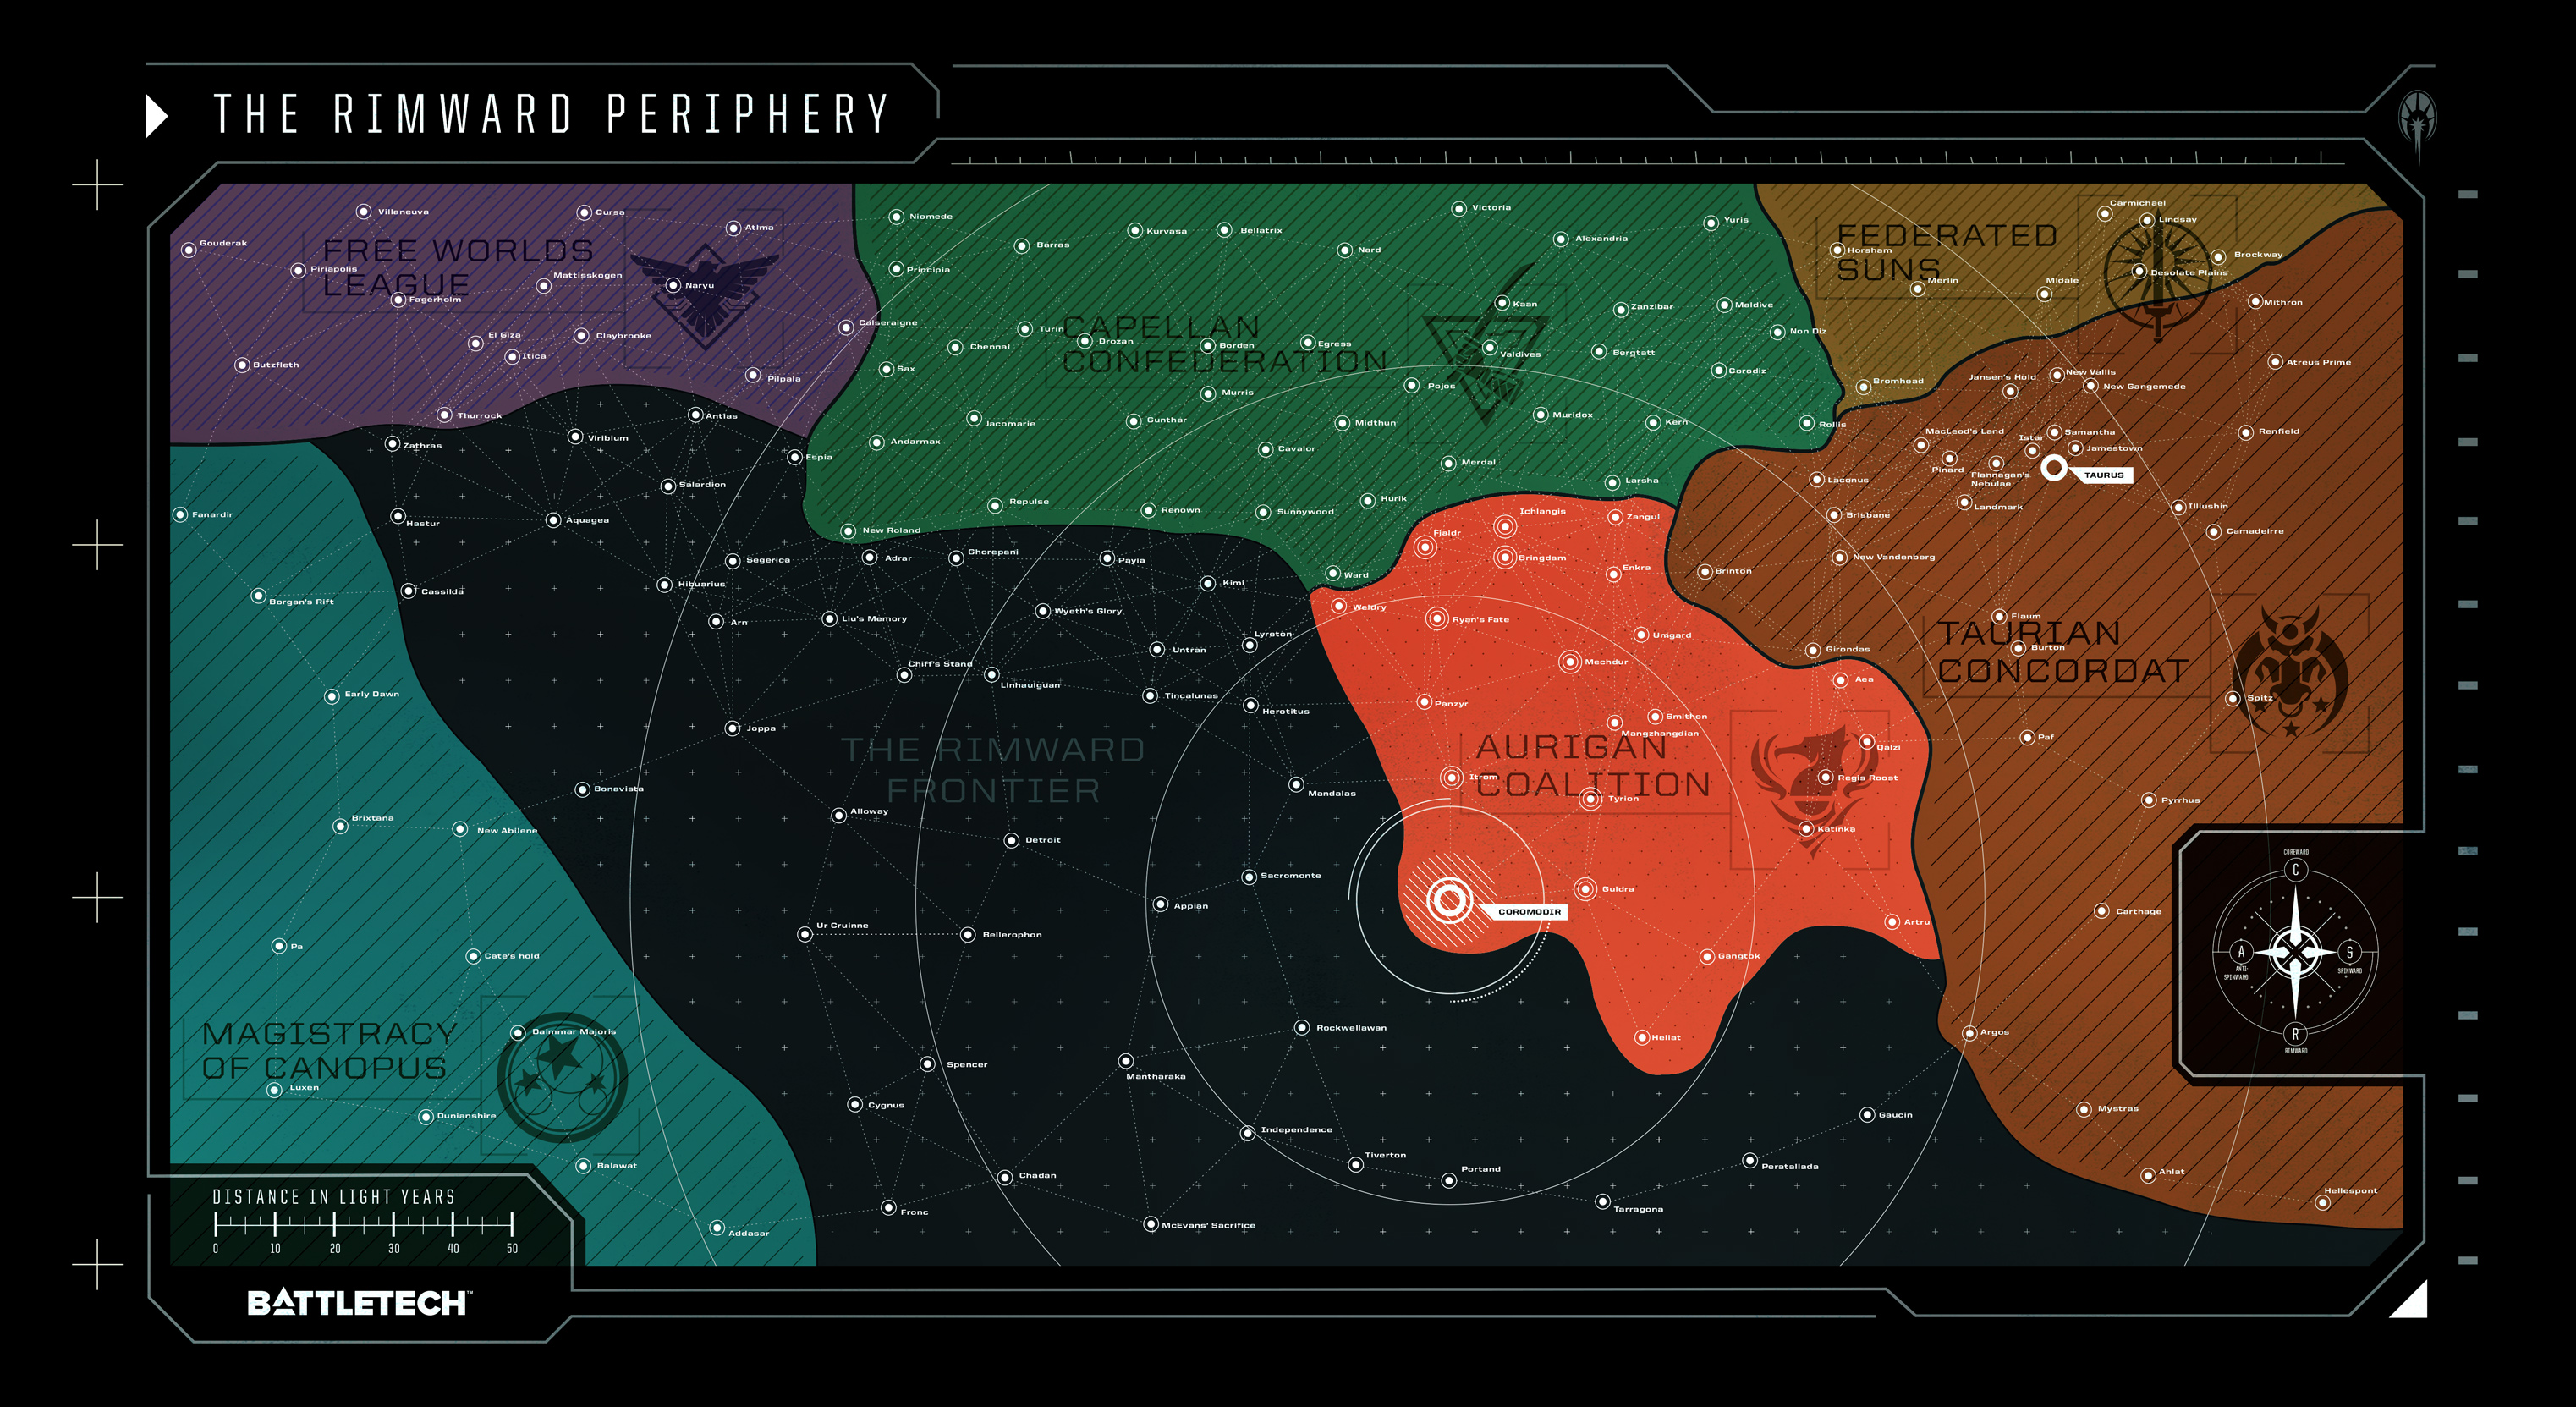 THE RIMWARD PERIPHERY
Villaneuva
Cursa
Atlma
Gouderak
FREE WORLDS
LEAGUE
Piriapolis
Mattisskogen
Naryu
Fagerholm
El Giza
Claybrooke
Itica
Butzfleth
Pilpala
Calseraigne
Thurrock
Niomede
Barras
Kurvasa
Bellatrix
Nard
Victoria
Alexandria
Yuris
Principia
Kaan
Zanzibar
Maldive
Turin
CAPELLAN
CONFEDERATION
Drozan
Chennai
Borden
Egress
Valdives
Bergtatt
Non Diz
Sax
Corodiz
Murris
Pojos
Jacomarie
Gunthar
Midthun
Muridox
Kern
Rollis
Andarmax
Cavalor
Merdal
Larsha
Repulse
Renown
Sunnywood
Hurik
New Roland
Ward
Carmichael
Lindsay
FEDERATED
SUNS
Horsham
Brockway
Desolate Plains
Merlin
Midale
Bromhead
Mithron
Atreus Prime
Jansen's Hold
New Vallis
New Gangemede
MacLeod's Land
Istar
Samantha
Renfield
Jamestown
Pinard
Flannagan's
Nebulae
TAURUS
Laconus
Landmark
Brisbane
Illiushin
Camadeirre
New Vandenberg
Brinton
Flaum
TAURIAN
CONCORDAT
Burton
Girondas
Spitz
Paf
Pyrrhus
Carthage
Argos
Mystras
Ahlat
Hellespont
Zathras
Viribium
Antias
Espia
Salardion
Hastur
Aquagea
Segerica
Adrar
Ghorepani
Payia
Hibuarius
Kimi
Cassilda
Arn
Liu's Memory
Wyeth's Glory
Lyreton
Untran
Chiff's Stand
Linhauiguan
Tincalunas
Herotitus
Joppa
THE RIMWARD
FRONTIER
Bonavista
Mandalas
Alloway
Detroit
Sacromonte
Appian
Ur Cruinne
Bellerophon
Rockwellawan
Spencer
Mantharaka
Cygnus
Independence
Tiverton
Portand
Chadan
Fronc
McEvans' Sacrifice
Tarragona
Peratallada
Gaucin
Ichlangis
Zangul
Fjaldr
Bringdam
Enkra
Weldry
Ryan's Fate
Umgard
Mechdur
Aea
Panzyr
Smithon
Mangzhangdian
Qalzi
AURIGAN
COALITION
Itrom
Regis Roost
Tyrion
Katinka
Guldra
COROMODIR
Artru
Gangtok
Heliat
Fanardir
Borgan's Rift
Early Dawn
Brixtana
New Abilene
Pa
Cate's hold
MAGISTRACY
OF CANOPUS
Daimmar Majoris
Luxen
Dunianshire
Balawat
Addasar
COREWARD
C
A
ANTI-
SPINWARD
S
SPINWARD
R
RIMWARD
DISTANCE IN LIGHT YEARS
0 10 20 30 40 50
BATTLETECH™